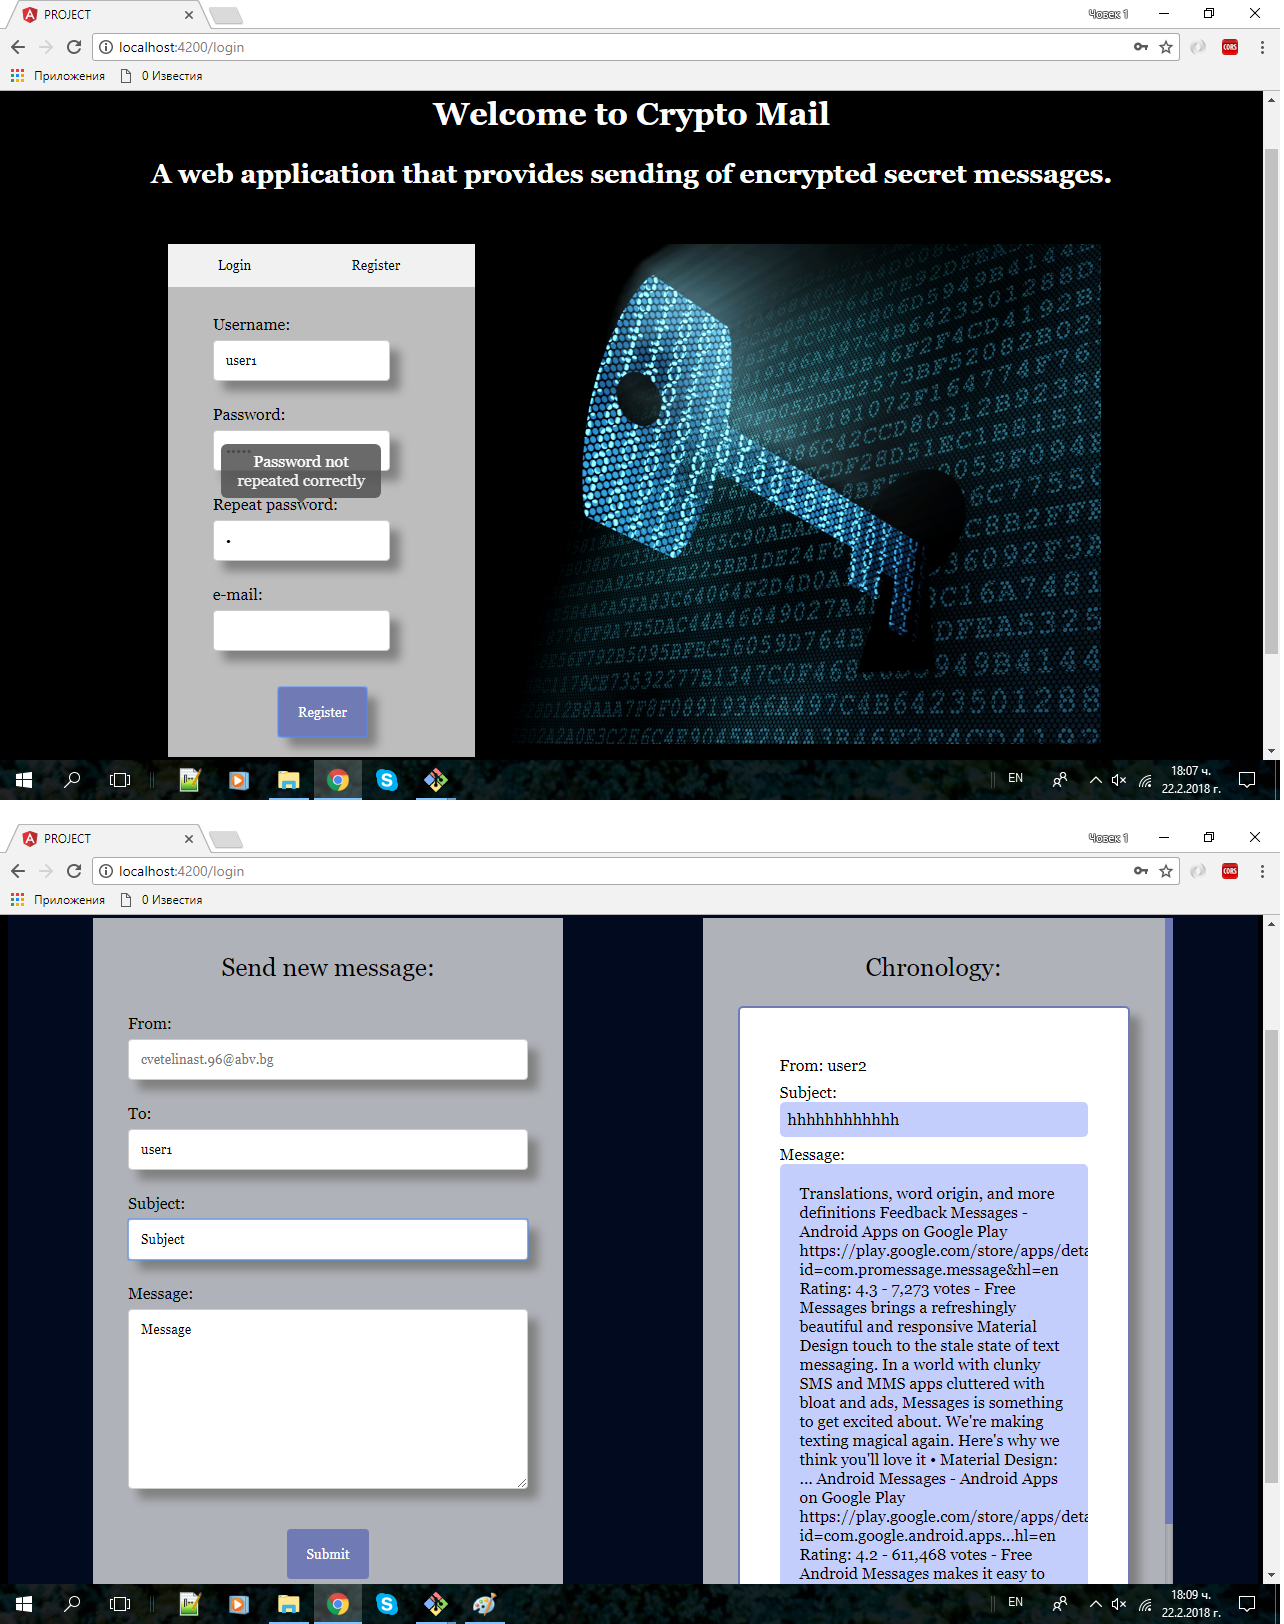 PROJECT
Човек 1
localhost:4200/login
CORS
Приложения
0 Известия
Welcome to Crypto Mail
A web application that provides sending of encrypted secret messages.
Login
Register
Username:
user1
Password:
Password not
repeated correctly
Repeat password:
e-mail:
Register
EN
18:07 ч.
22.2.2018 г.
PROJECT
Човек 1
localhost:4200/login
CORS
Приложения
0 Известия
Send new message:
From:
cvetelinast.96@abv.bg
To:
user1
Subject:
Subject
Message:
Message
Submit
Chronology:
From: user2
Subject:
hhhhhhhhhhhh
Message:
Translations, word origin, and more
definitions Feedback Messages -
Android Apps on Google Play
https://play.google.com/store/apps/deta
id=com.promessage.message&hl=en
Rating: 4.3 - 7,273 votes - Free
Messages brings a refreshingly
beautiful and responsive Material
Design touch to the stale state of text
messaging. In a world with clunky
SMS and MMS apps cluttered with
bloat and ads, Messages is something
to get excited about. We're making
texting magical again. Here's why we
think you'll love it • Material Design:
... Android Messages - Android Apps
on Google Play
https://play.google.com/store/apps/deta
id=com.google.android.apps...hl=en
Rating: 4.2 - 611,468 votes - Free
Android Messages makes it easy to
EN
18:09 ч.
22.2.2018 г.